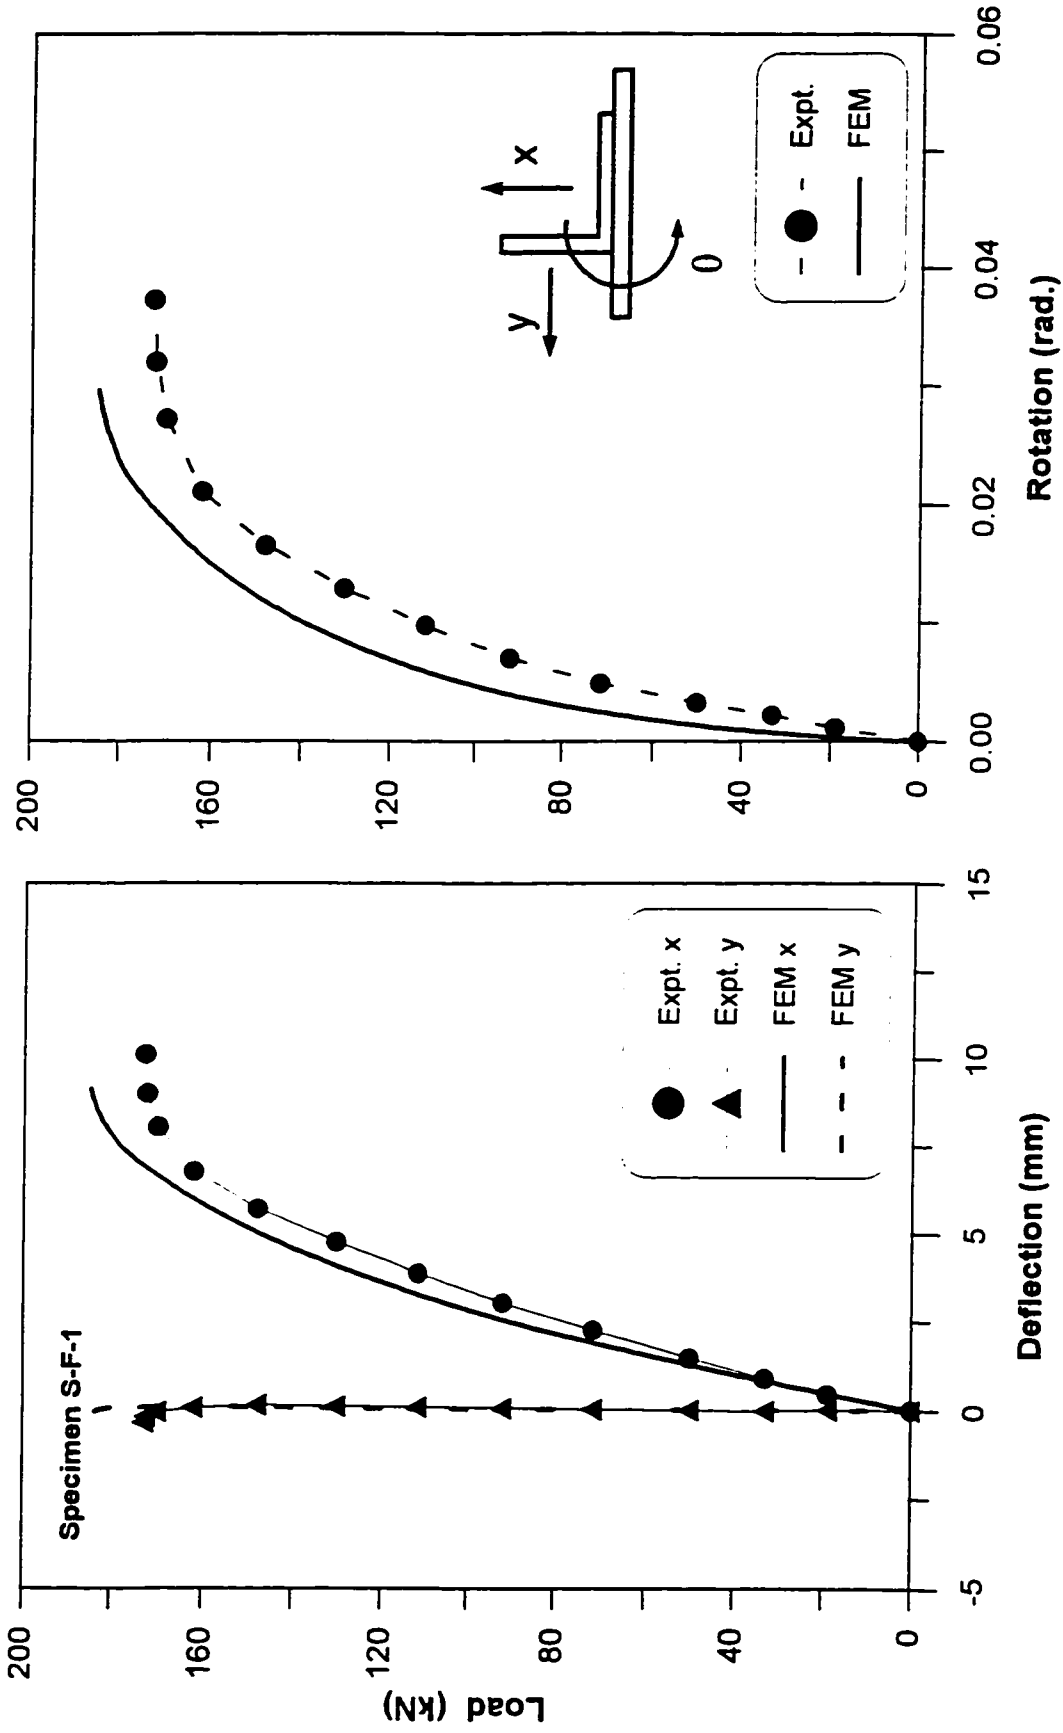 Specimen S-F-1
Load (kN)
200
160
120
80
40
0
-5
0
5
10
15
Deflection (mm)
Expt. x
Expt. y
FEM x
FEM y
200
160
120
80
40
0
0.00
0.02
0.04
0.06
Rotation (rad.)
y
x
θ
Expt.
FEM